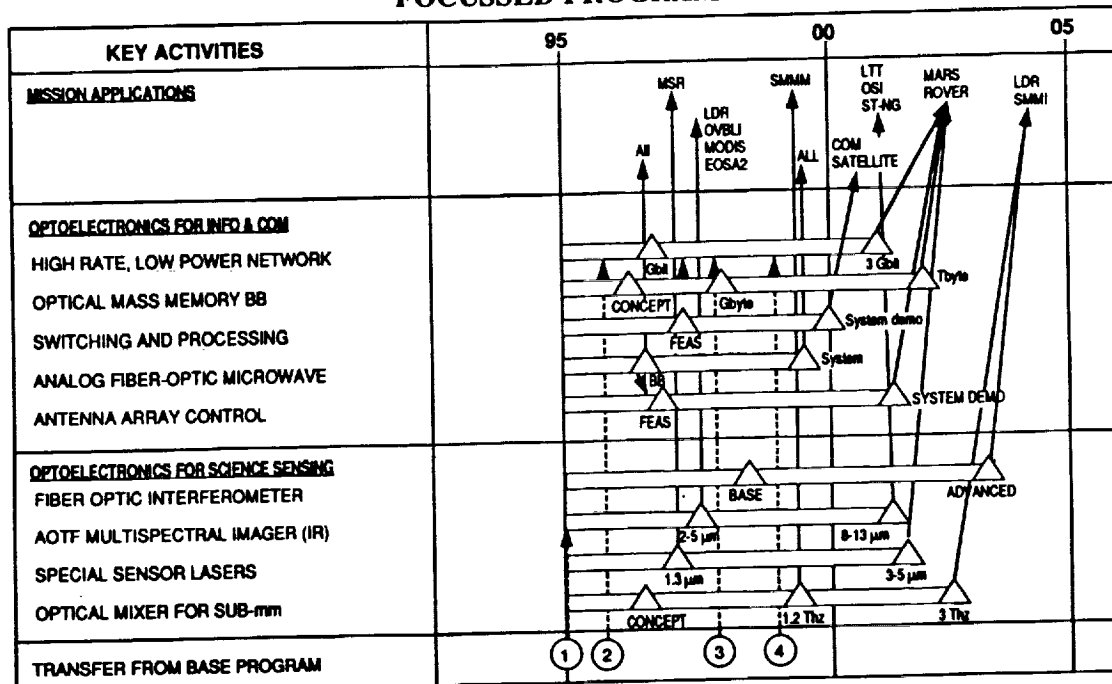 FOCUSSED PROGRAM
KEY ACTIVITIES
95
00
05
MISSION APPLICATIONS
MSR
SMMM
LTT
OSI
ST-NG
MARS
ROVER
LDR
SMMI
LDR
OVBLI
MODIS
EOSA2
All
ALL
COM
SATELLITE
OPTOELECTRONICS FOR INFO & COM
HIGH RATE, LOW POWER NETWORK
Gbit
3 Gbit
OPTICAL MASS MEMORY BB
CONCEPT
Gbyte
Tbyte
SWITCHING AND PROCESSING
FEAS
System demo
ANALOG FIBER-OPTIC MICROWAVE
BB
System
ANTENNA ARRAY CONTROL
FEAS
SYSTEM DEMO
OPTOELECTRONICS FOR SCIENCE SENSING
FIBER OPTIC INTERFEROMETER
BASE
ADVANCED
AOTF MULTISPECTRAL IMAGER (IR)
2-5 µm
8-13 µm
SPECIAL SENSOR LASERS
1.3 µm
3-5 µm
OPTICAL MIXER FOR SUB-mm
CONCEPT
1.2 Thz
3 Thz
TRANSFER FROM BASE PROGRAM
1
2
3
4